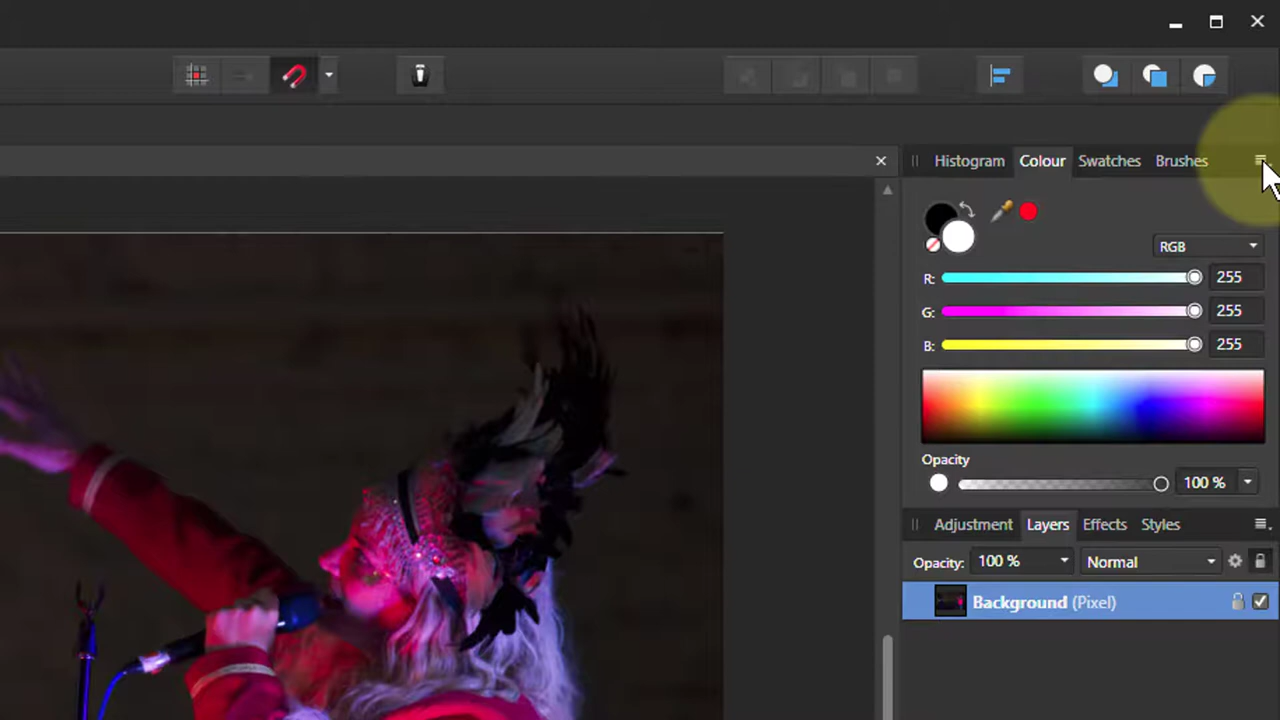 Histogram Colour Swatches Brushes
RGB
R: 255
G: 255
B: 255
Opacity
100 %
Adjustment Layers Effects Styles
Opacity: 100 % Normal
Background (Pixel)